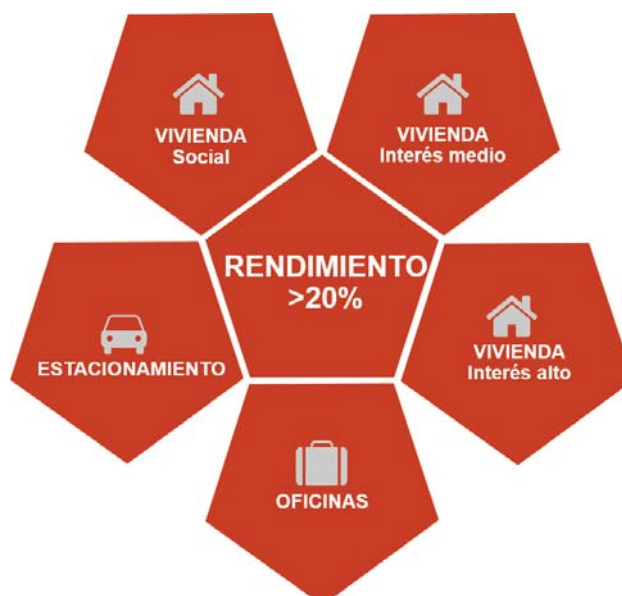 VIVIENDA
Social
VIVIENDA
Interés medio
RENDIMIENTO
>20%
ESTACIONAMIENTO
VIVIENDA
Interés alto
OFICINAS